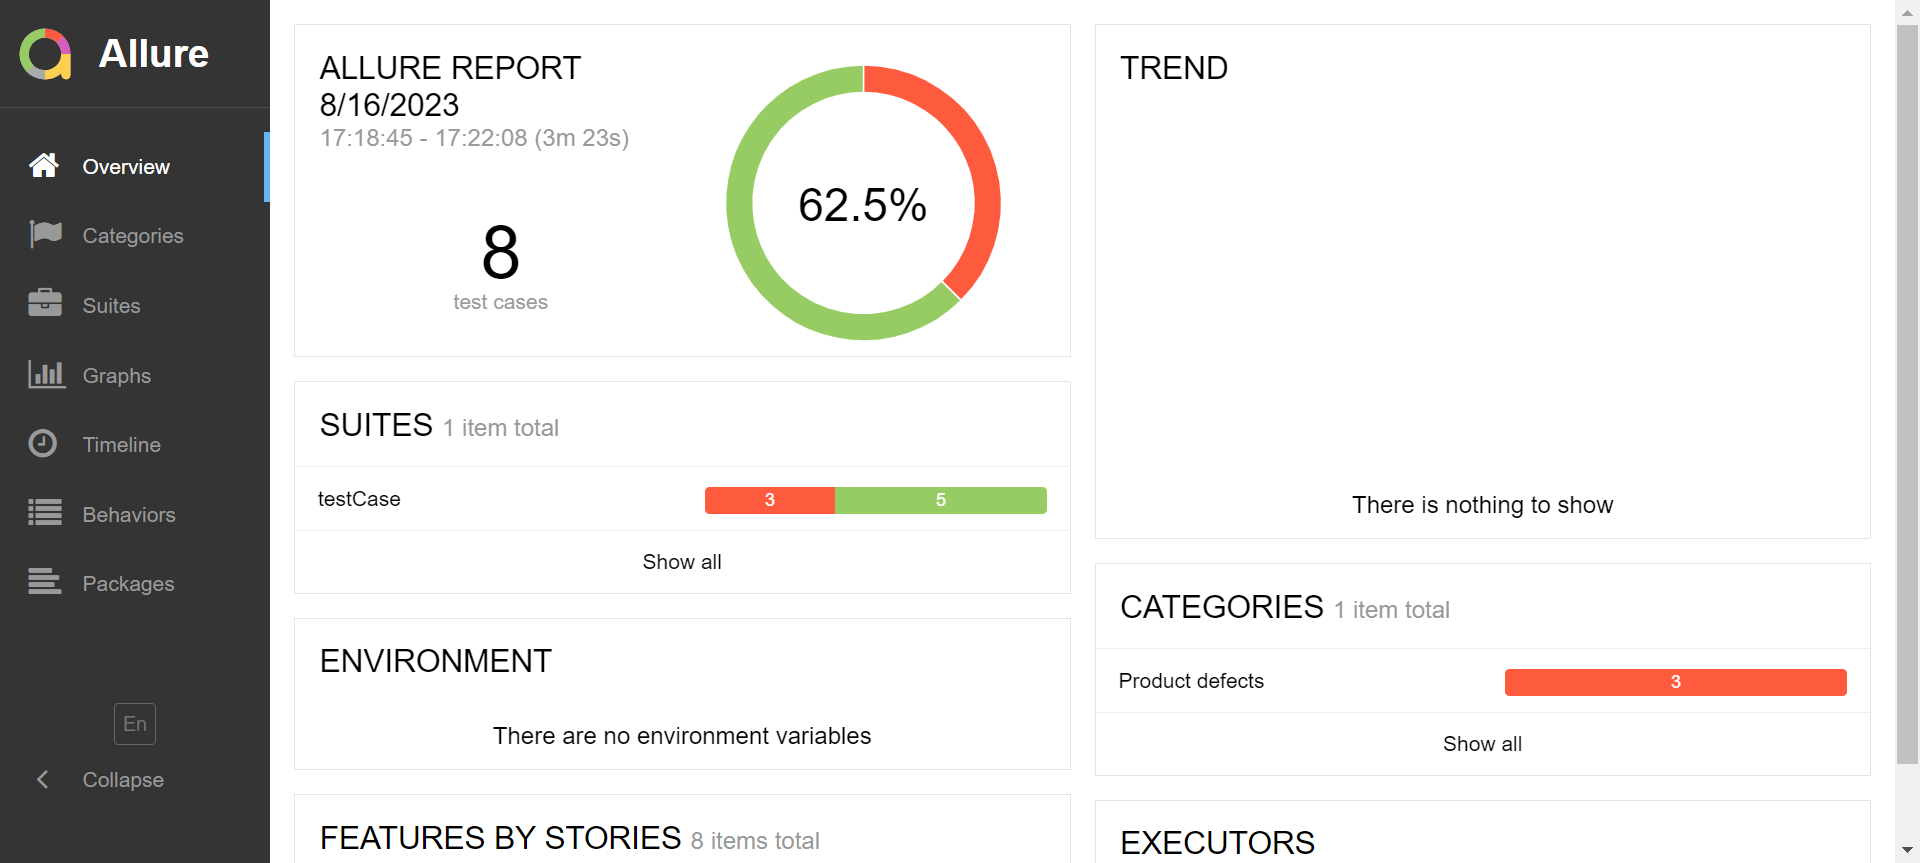 Allure
Overview
Categories
Suites
Graphs
Timeline
Behaviors
Packages
En
Collapse
ALLURE REPORT
8/16/2023
17:18:45 - 17:22:08 (3m 23s)
8
test cases
62.5%
SUITES 1 item total
testCase 3 5
Show all
ENVIRONMENT
There are no environment variables
FEATURES BY STORIES 8 items total
TREND
There is nothing to show
CATEGORIES 1 item total
Product defects 3
Show all
EXECUTORS